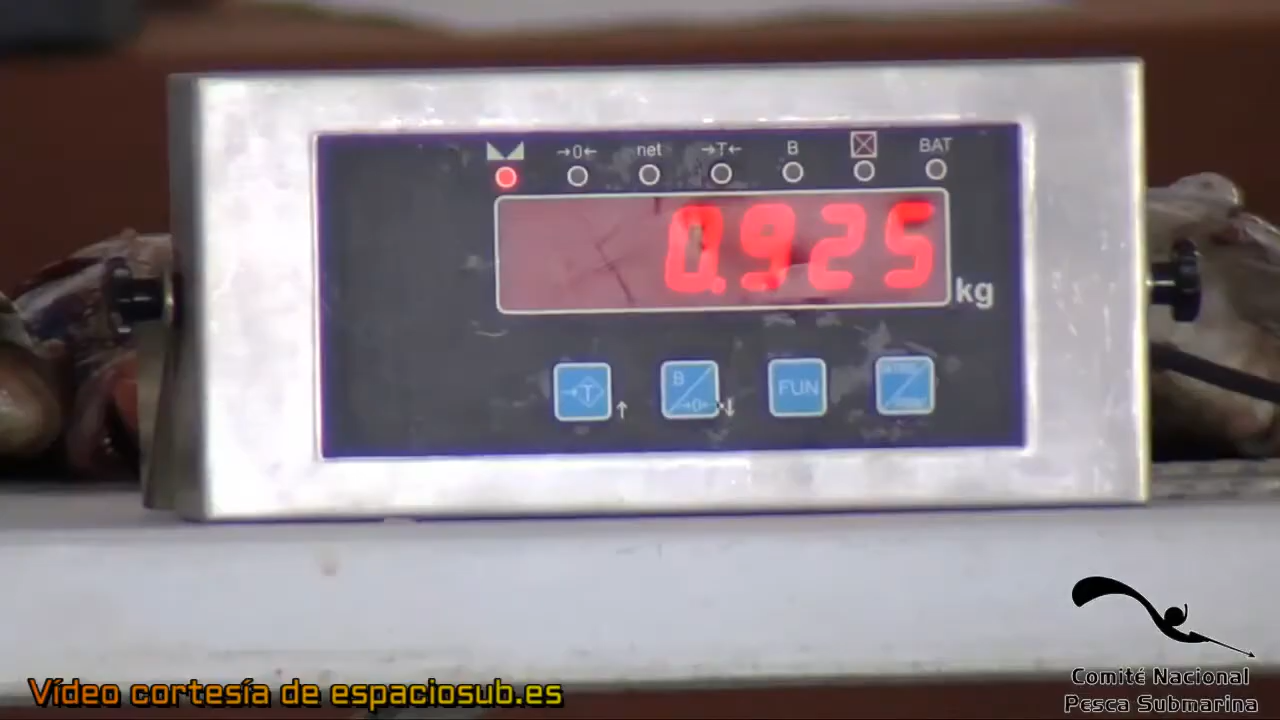 →0← net →T← B BAT
0.925
kg
→T← ↑
B
→0← ↓
FUN
Vídeo cortesía de espaciosub.es
Comité Nacional
Pesca Submarina